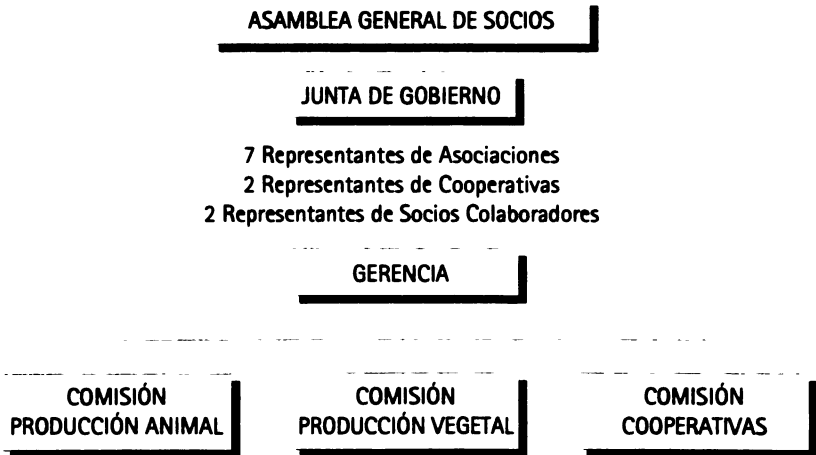 ASAMBLEA GENERAL DE SOCIOS
JUNTA DE GOBIERNO
7 Representantes de Asociaciones
2 Representantes de Cooperativas
2 Representantes de Socios Colaboradores
GERENCIA
COMISIÓN
PRODUCCIÓN ANIMAL
COMISIÓN
PRODUCCIÓN VEGETAL
COMISIÓN
COOPERATIVAS